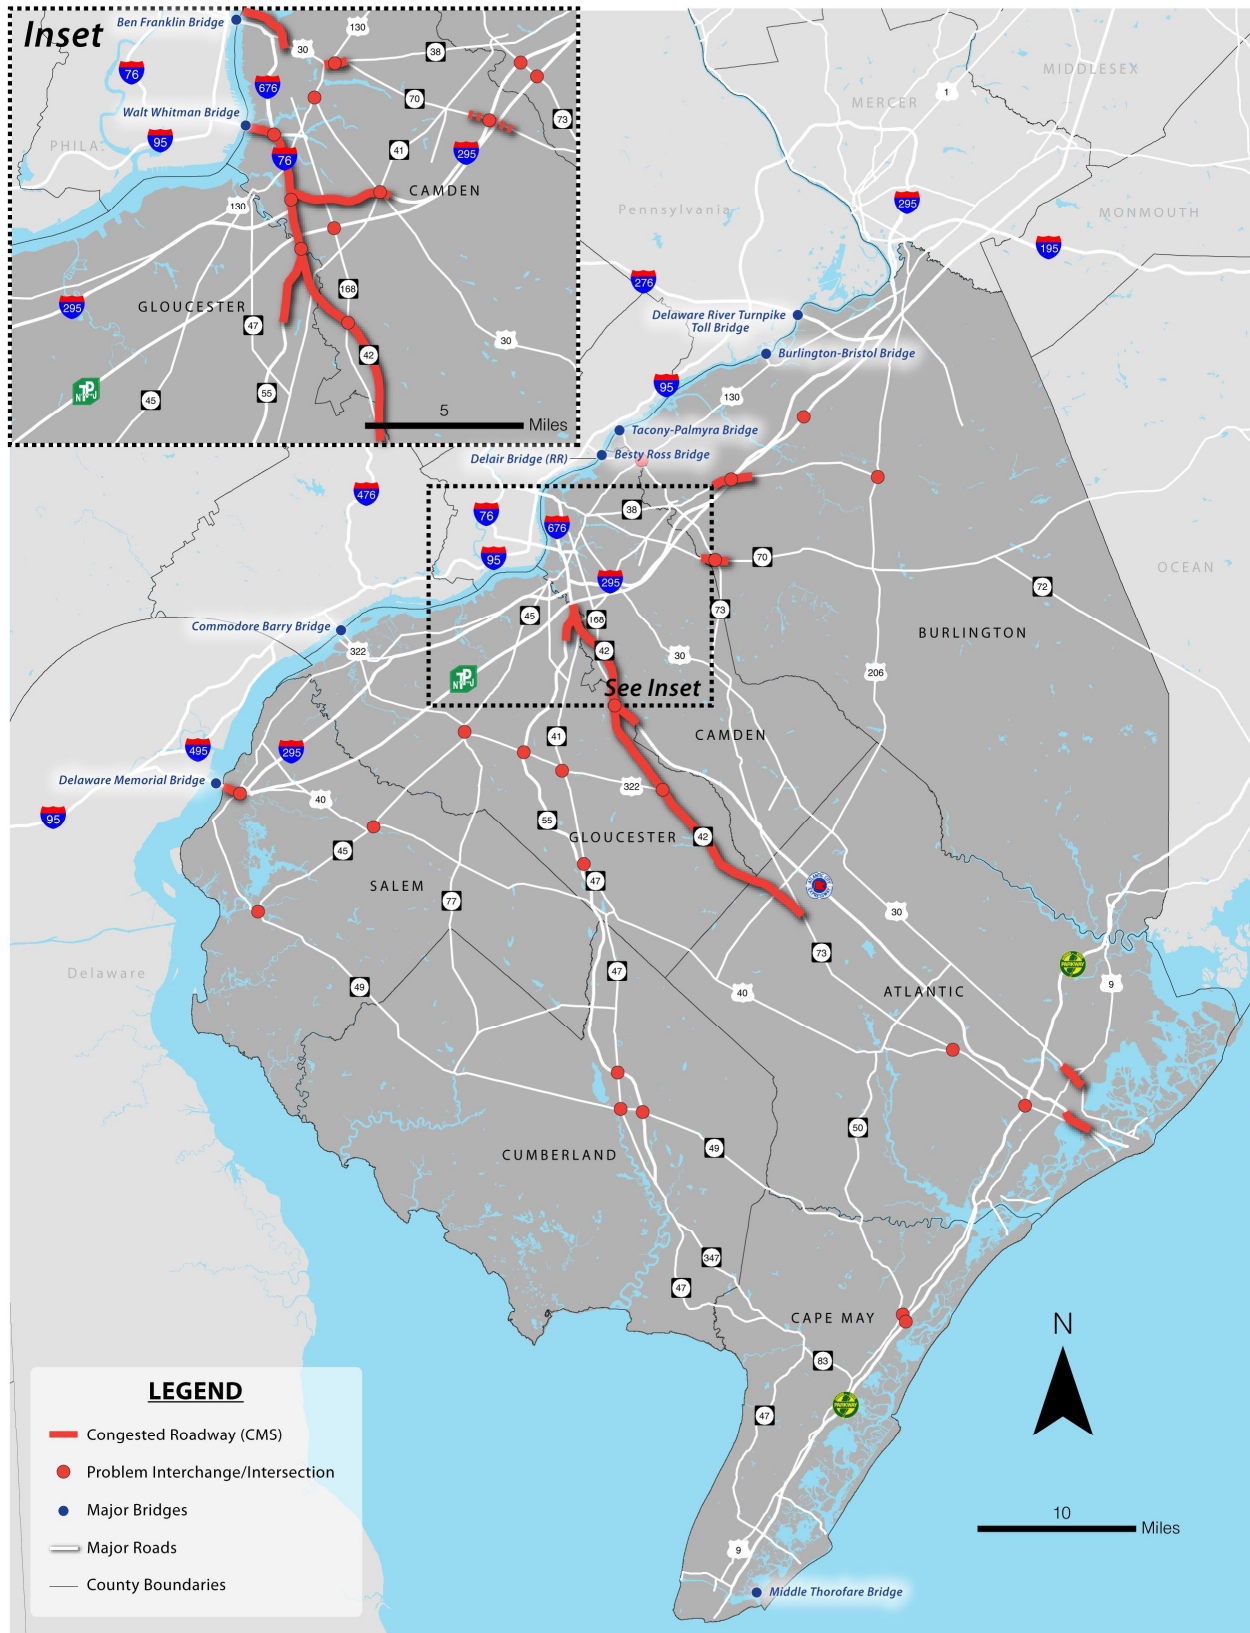 Inset
Ben Franklin Bridge
130
30
38
76
676
70
Walt Whitman Bridge
73
95
PHILA.
41
76
295
CAMDEN
130
168
GLOUCESTER
295
47
30
42
55
45
5
Miles
MIDDLESEX
1
MERCER
Pennsylvania
295
MONMOUTH
195
276
Delaware River Turnpike
Toll Bridge
Burlington-Bristol Bridge
95
130
Tacony-Palmyra Bridge
Besty Ross Bridge
Delair Bridge (RR)
476
76
38
676
95
70
OCEAN
295
72
73
45
168
BURLINGTON
Commodore Barry Bridge
322
42
30
206
See Inset
41
CAMDEN
495
295
Delaware Memorial Bridge
322
40
95
55
GLOUCESTER
42
45
SALEM
47
77
30
73
47
Delaware
49
40
ATLANTIC
9
50
49
CUMBERLAND
347
47
CAPE MAY
N
83
47
LEGEND
Congested Roadway (CMS)
Problem Interchange/Intersection
Major Bridges
Major Roads
County Boundaries
10
Miles
9
Middle Thorofare Bridge